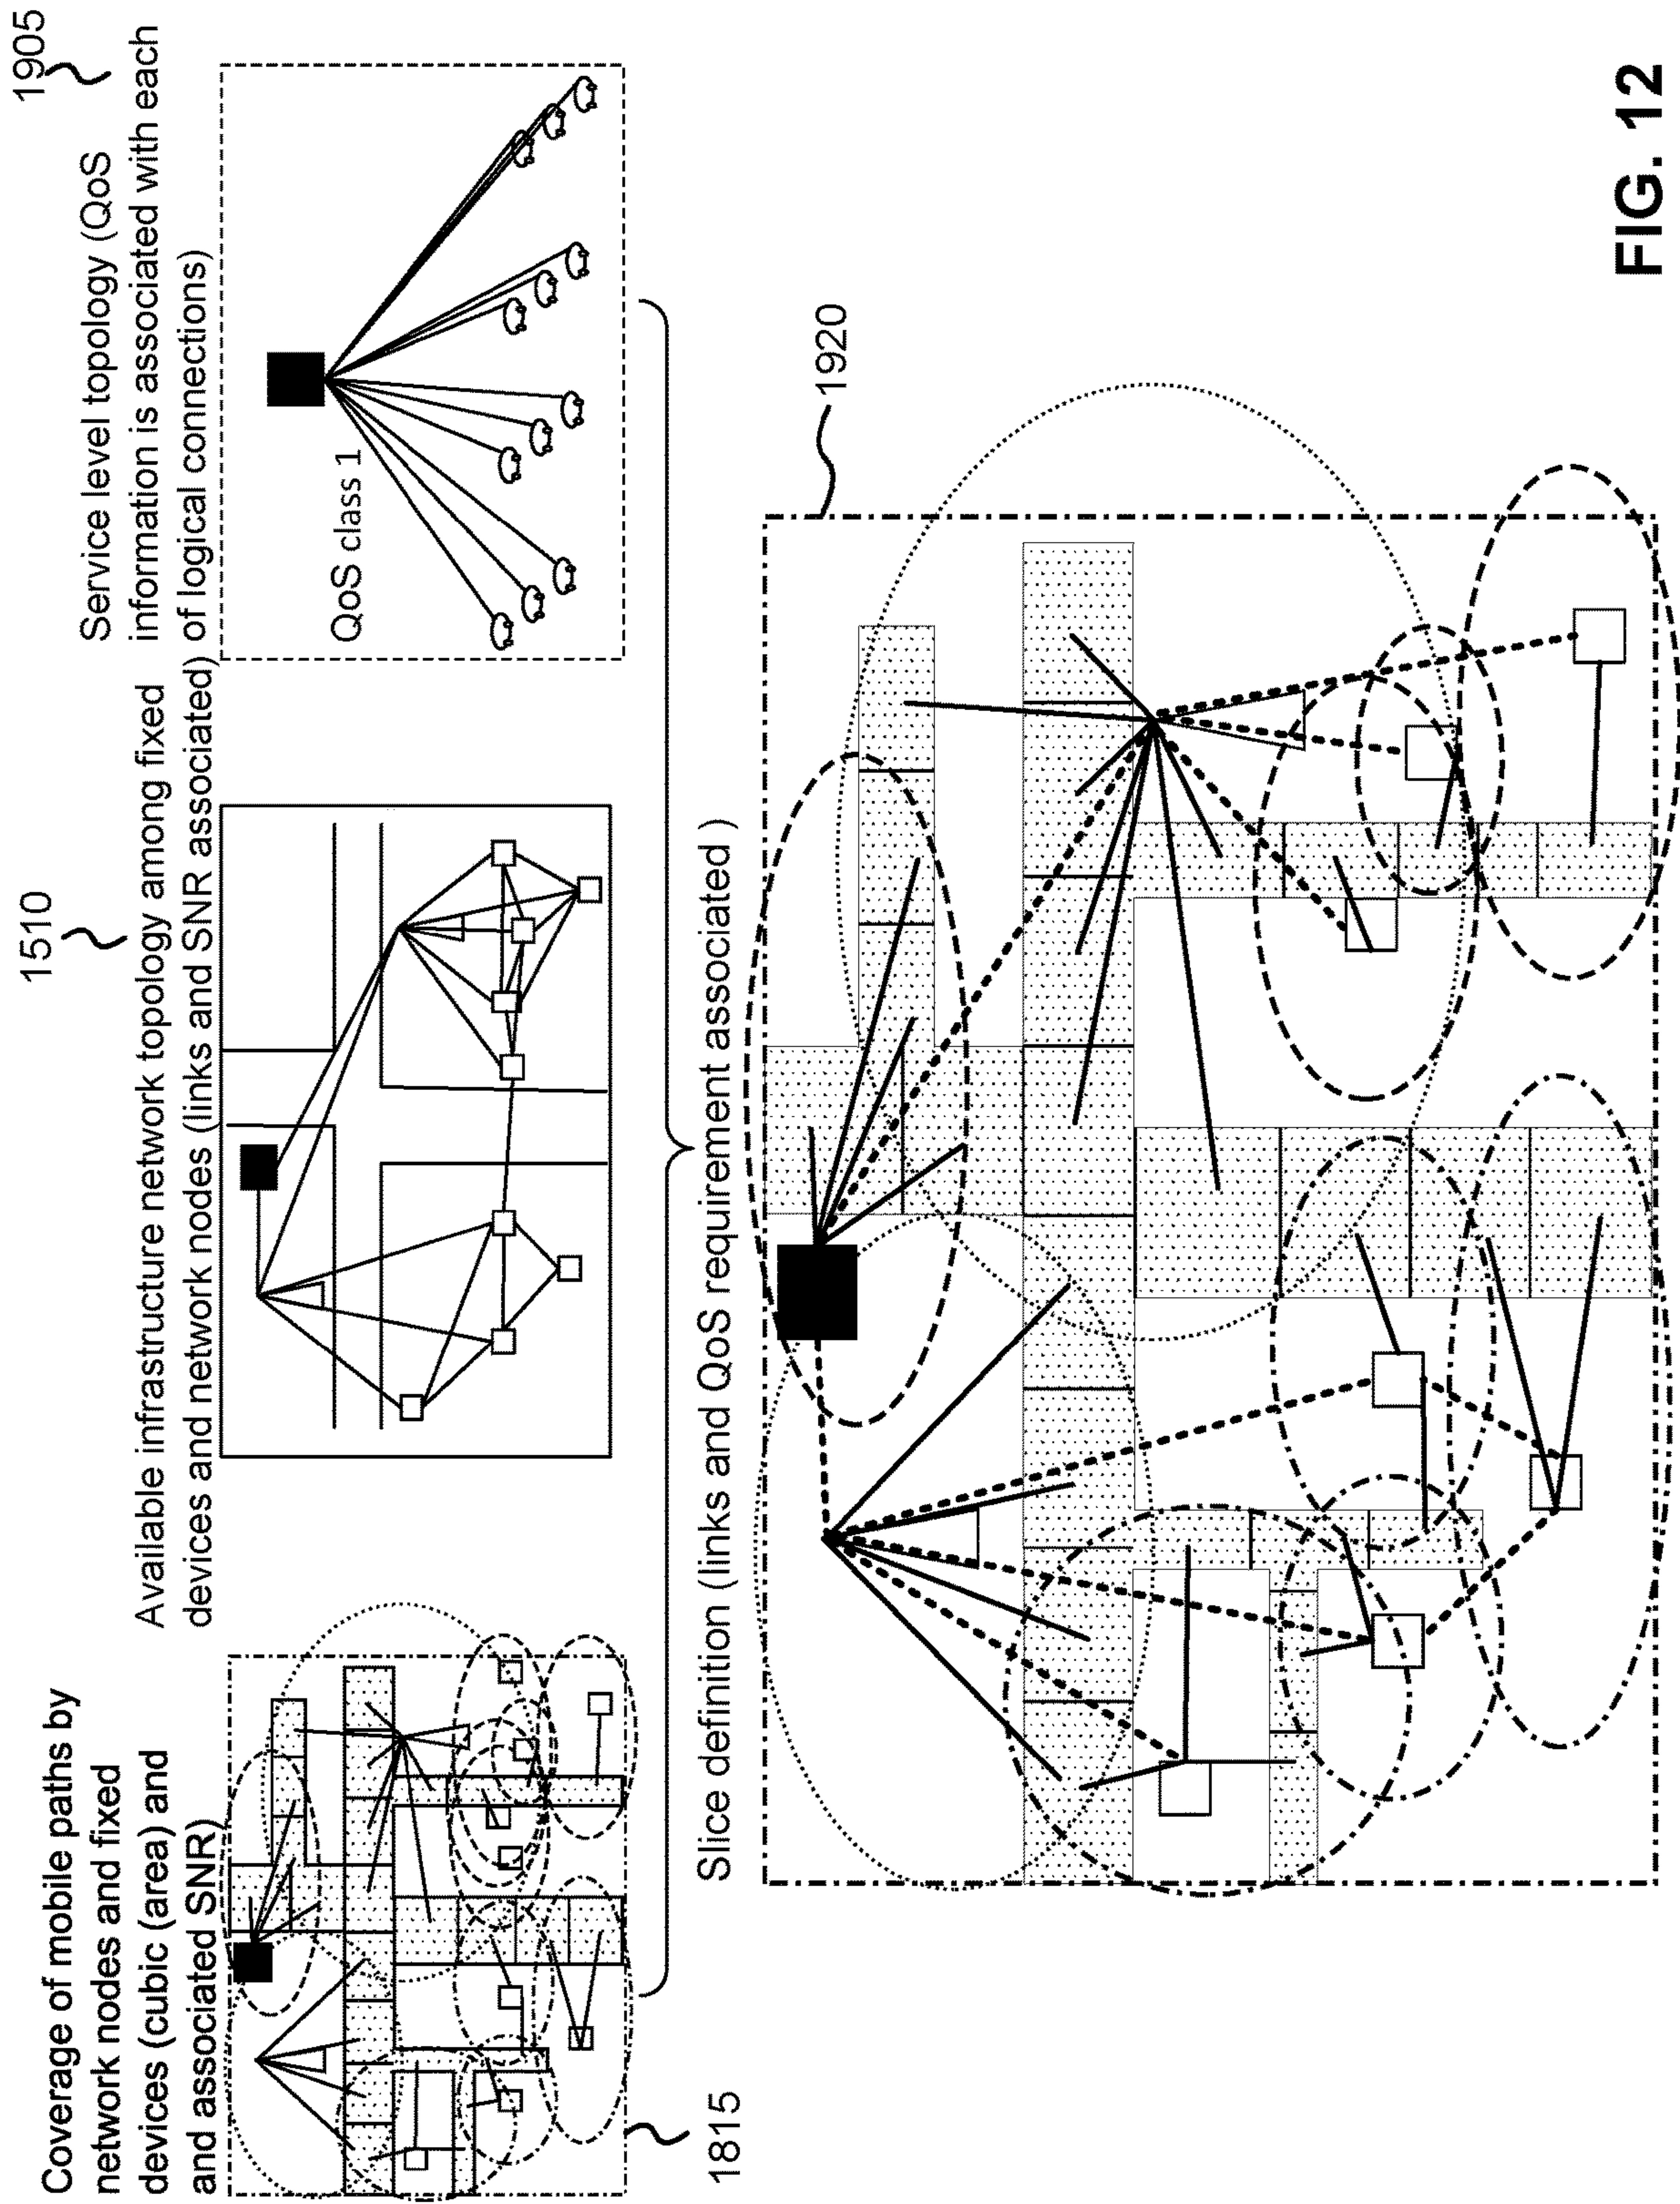 Coverage of mobile paths by
network nodes and fixed
devices (cubic (area) and
and associated SNR)
1815
1510
Available infrastructure network topology among fixed
devices and network nodes (links and SNR associated)
1905
Service level topology (QoS
information is associated with each
of logical connections)
QoS class 1
Slice definition (links and QoS requirement associated )
1920
FIG. 12